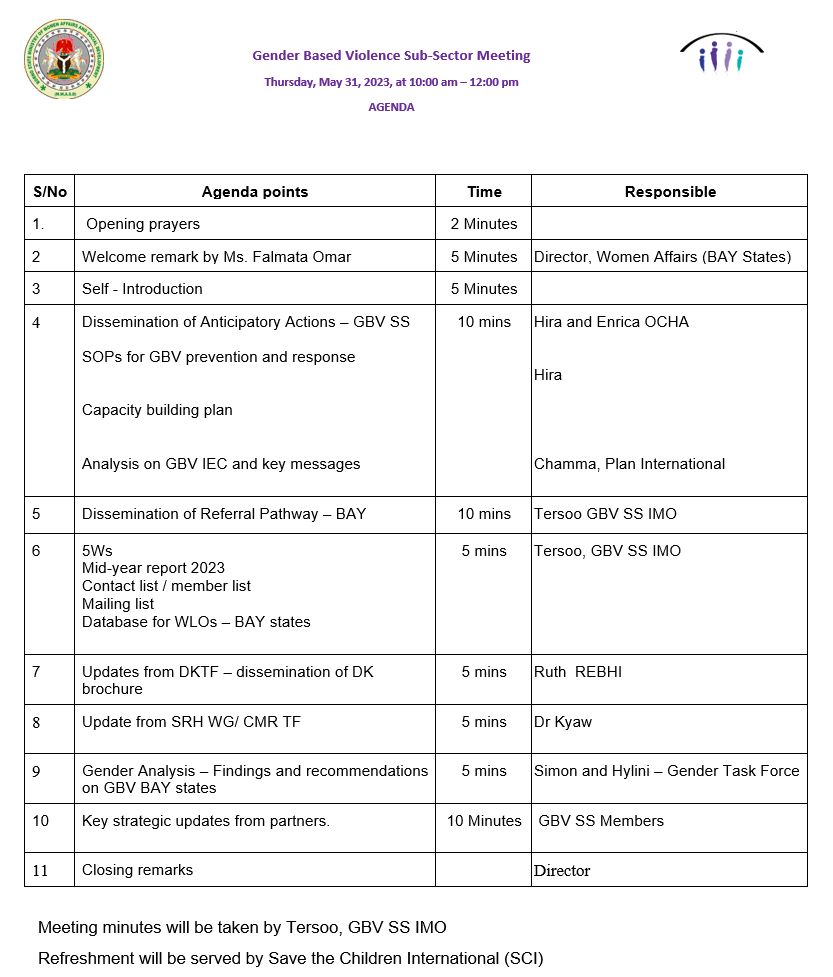 Gender Based Violence Sub-Sector Meeting
Thursday, May 31, 2023, at 10:00 am – 12:00 pm
AGENDA
S/No Agenda points Time Responsible
1. Opening prayers 2 Minutes
2 Welcome remark by Ms. Falmata Omar 5 Minutes Director, Women Affairs (BAY States)
3 Self - Introduction 5 Minutes
4 Dissemination of Anticipatory Actions – GBV SS 10 mins Hira and Enrica OCHA
SOPs for GBV prevention and response
Hira
Capacity building plan
Analysis on GBV IEC and key messages Chamma, Plan International
5 Dissemination of Referral Pathway – BAY 10 mins Tersoo GBV SS IMO
6 5Ws 5 mins Tersoo, GBV SS IMO
Mid-year report 2023
Contact list / member list
Mailing list
Database for WLOs – BAY states
7 Updates from DKTF – dissemination of DK 5 mins Ruth REBHI
brochure
8 Update from SRH WG/ CMR TF 5 mins Dr Kyaw
9 Gender Analysis – Findings and recommendations 5 mins Simon and Hylini – Gender Task Force
on GBV BAY states
10 Key strategic updates from partners. 10 Minutes GBV SS Members
11 Closing remarks Director
Meeting minutes will be taken by Tersoo, GBV SS IMO
Refreshment will be served by Save the Children International (SCI)